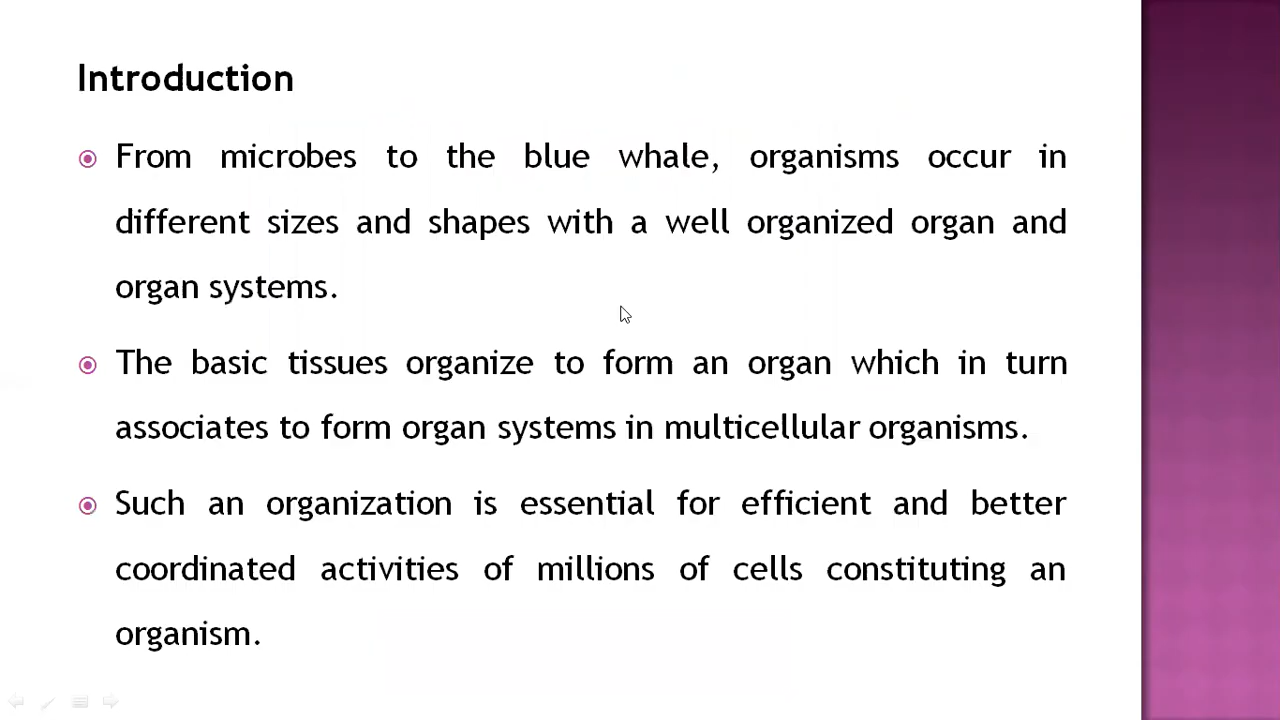 Introduction
From microbes to the blue whale, organisms occur in
different sizes and shapes with a well organized organ and
organ systems.
The basic tissues organize to form an organ which in turn
associates to form organ systems in multicellular organisms.
Such an organization is essential for efficient and better
coordinated activities of millions of cells constituting an
organism.